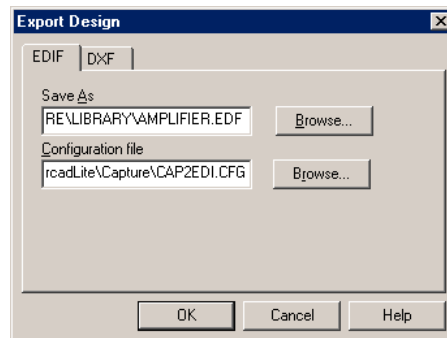 Export Design
EDIF DXF
Save As
RE\LIBRARY\AMPLIFIER.EDF Browse...
Configuration file
rcadLite\Capture\CAP2EDI.CFG Browse...
OK Cancel Help